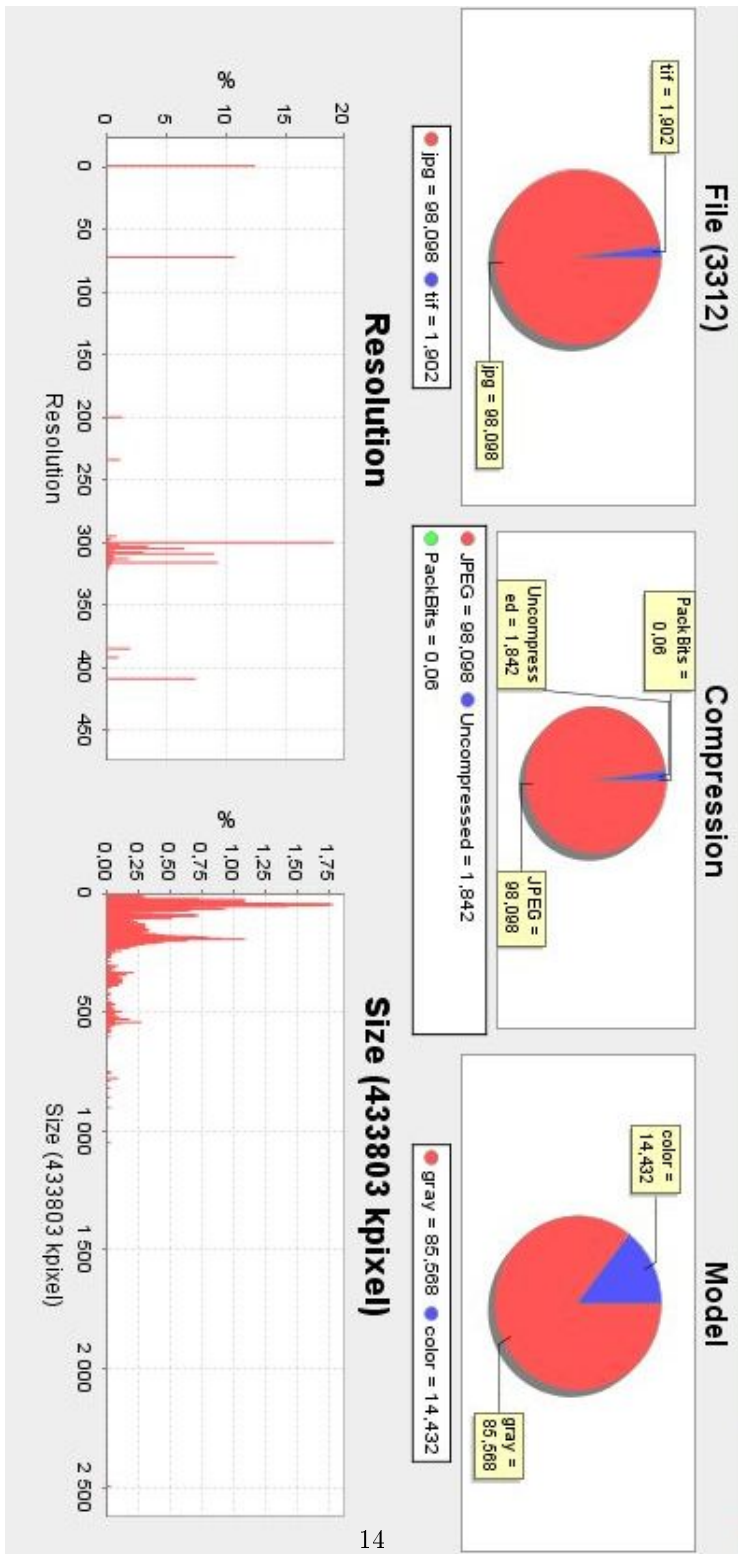 File (3312)
tif = 1,902
jpg = 98,098
jpg = 98,098 tif = 1,902
Compression
PackBits =
0,06
Uncompress
ed = 1,842
JPEG =
98,098
JPEG = 98,098 Uncompressed = 1,842
PackBits = 0,06
Model
color =
14,432
gray =
85,568
gray = 85,568 color = 14,432
Resolution
%
20
15
10
5
0
0 50 100 150 200 250 300 350 400 450
Resolution
Size (433803 kpixel)
%
1,75
1,50
1,25
1,00
0,75
0,50
0,25
0,00
0 500 1 000 1 500 2 000 2 500
Size (433803 kpixel)
14